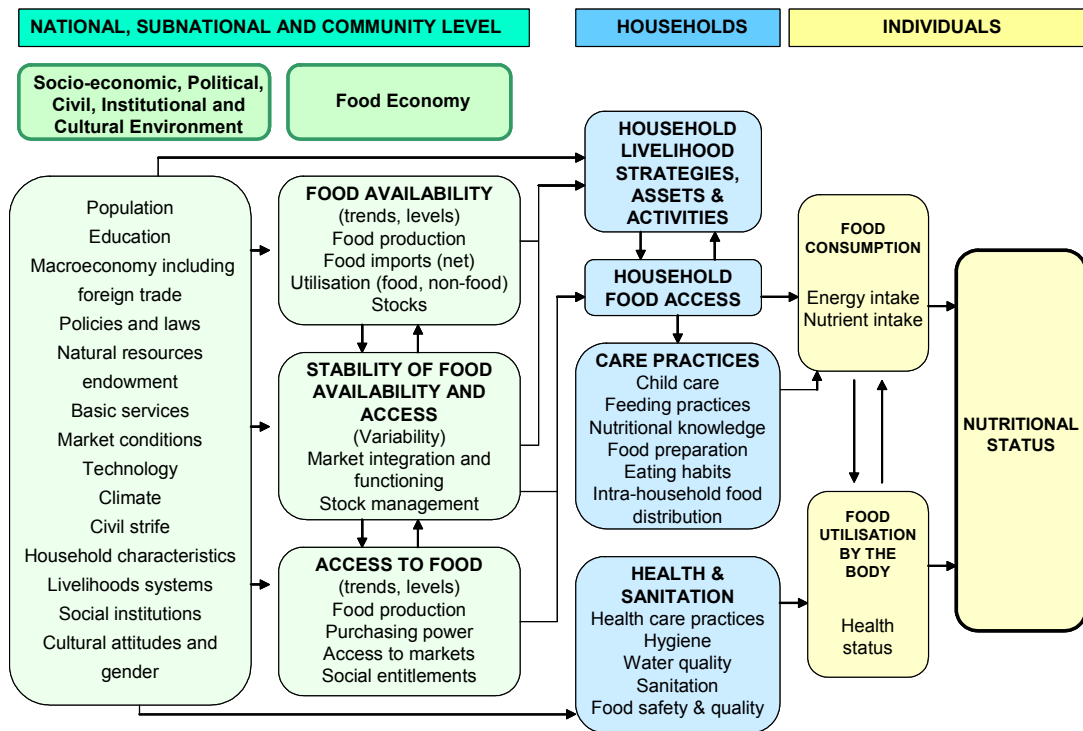 NATIONAL, SUBNATIONAL AND COMMUNITY LEVEL
HOUSEHOLDS
INDIVIDUALS
Socio-economic, Political,
Civil, Institutional and
Cultural Environment
Food Economy
Population
Education
Macroeconomy including
foreign trade
Policies and laws
Natural resources
endowment
Basic services
Market conditions
Technology
Climate
Civil strife
Household characteristics
Livelihoods systems
Social institutions
Cultural attitudes and
gender
FOOD AVAILABILITY
(trends, levels)
Food production
Food imports (net)
Utilisation (food, non-food)
Stocks
STABILITY OF FOOD
AVAILABILITY AND
ACCESS
(Variability)
Market integration and
functioning
Stock management
ACCESS TO FOOD
(trends, levels)
Food production
Purchasing power
Access to markets
Social entitlements
HOUSEHOLD
LIVELIHOOD
STRATEGIES,
ASSETS &
ACTIVITIES
HOUSEHOLD
FOOD ACCESS
CARE PRACTICES
Child care
Feeding practices
Nutritional knowledge
Food preparation
Eating habits
Intra-household food
distribution
HEALTH &
SANITATION
Health care practices
Hygiene
Water quality
Sanitation
Food safety & quality
FOOD
CONSUMPTION
Energy intake
Nutrient intake
FOOD
UTILISATION
BY THE
BODY
Health
status
NUTRITIONAL
STATUS